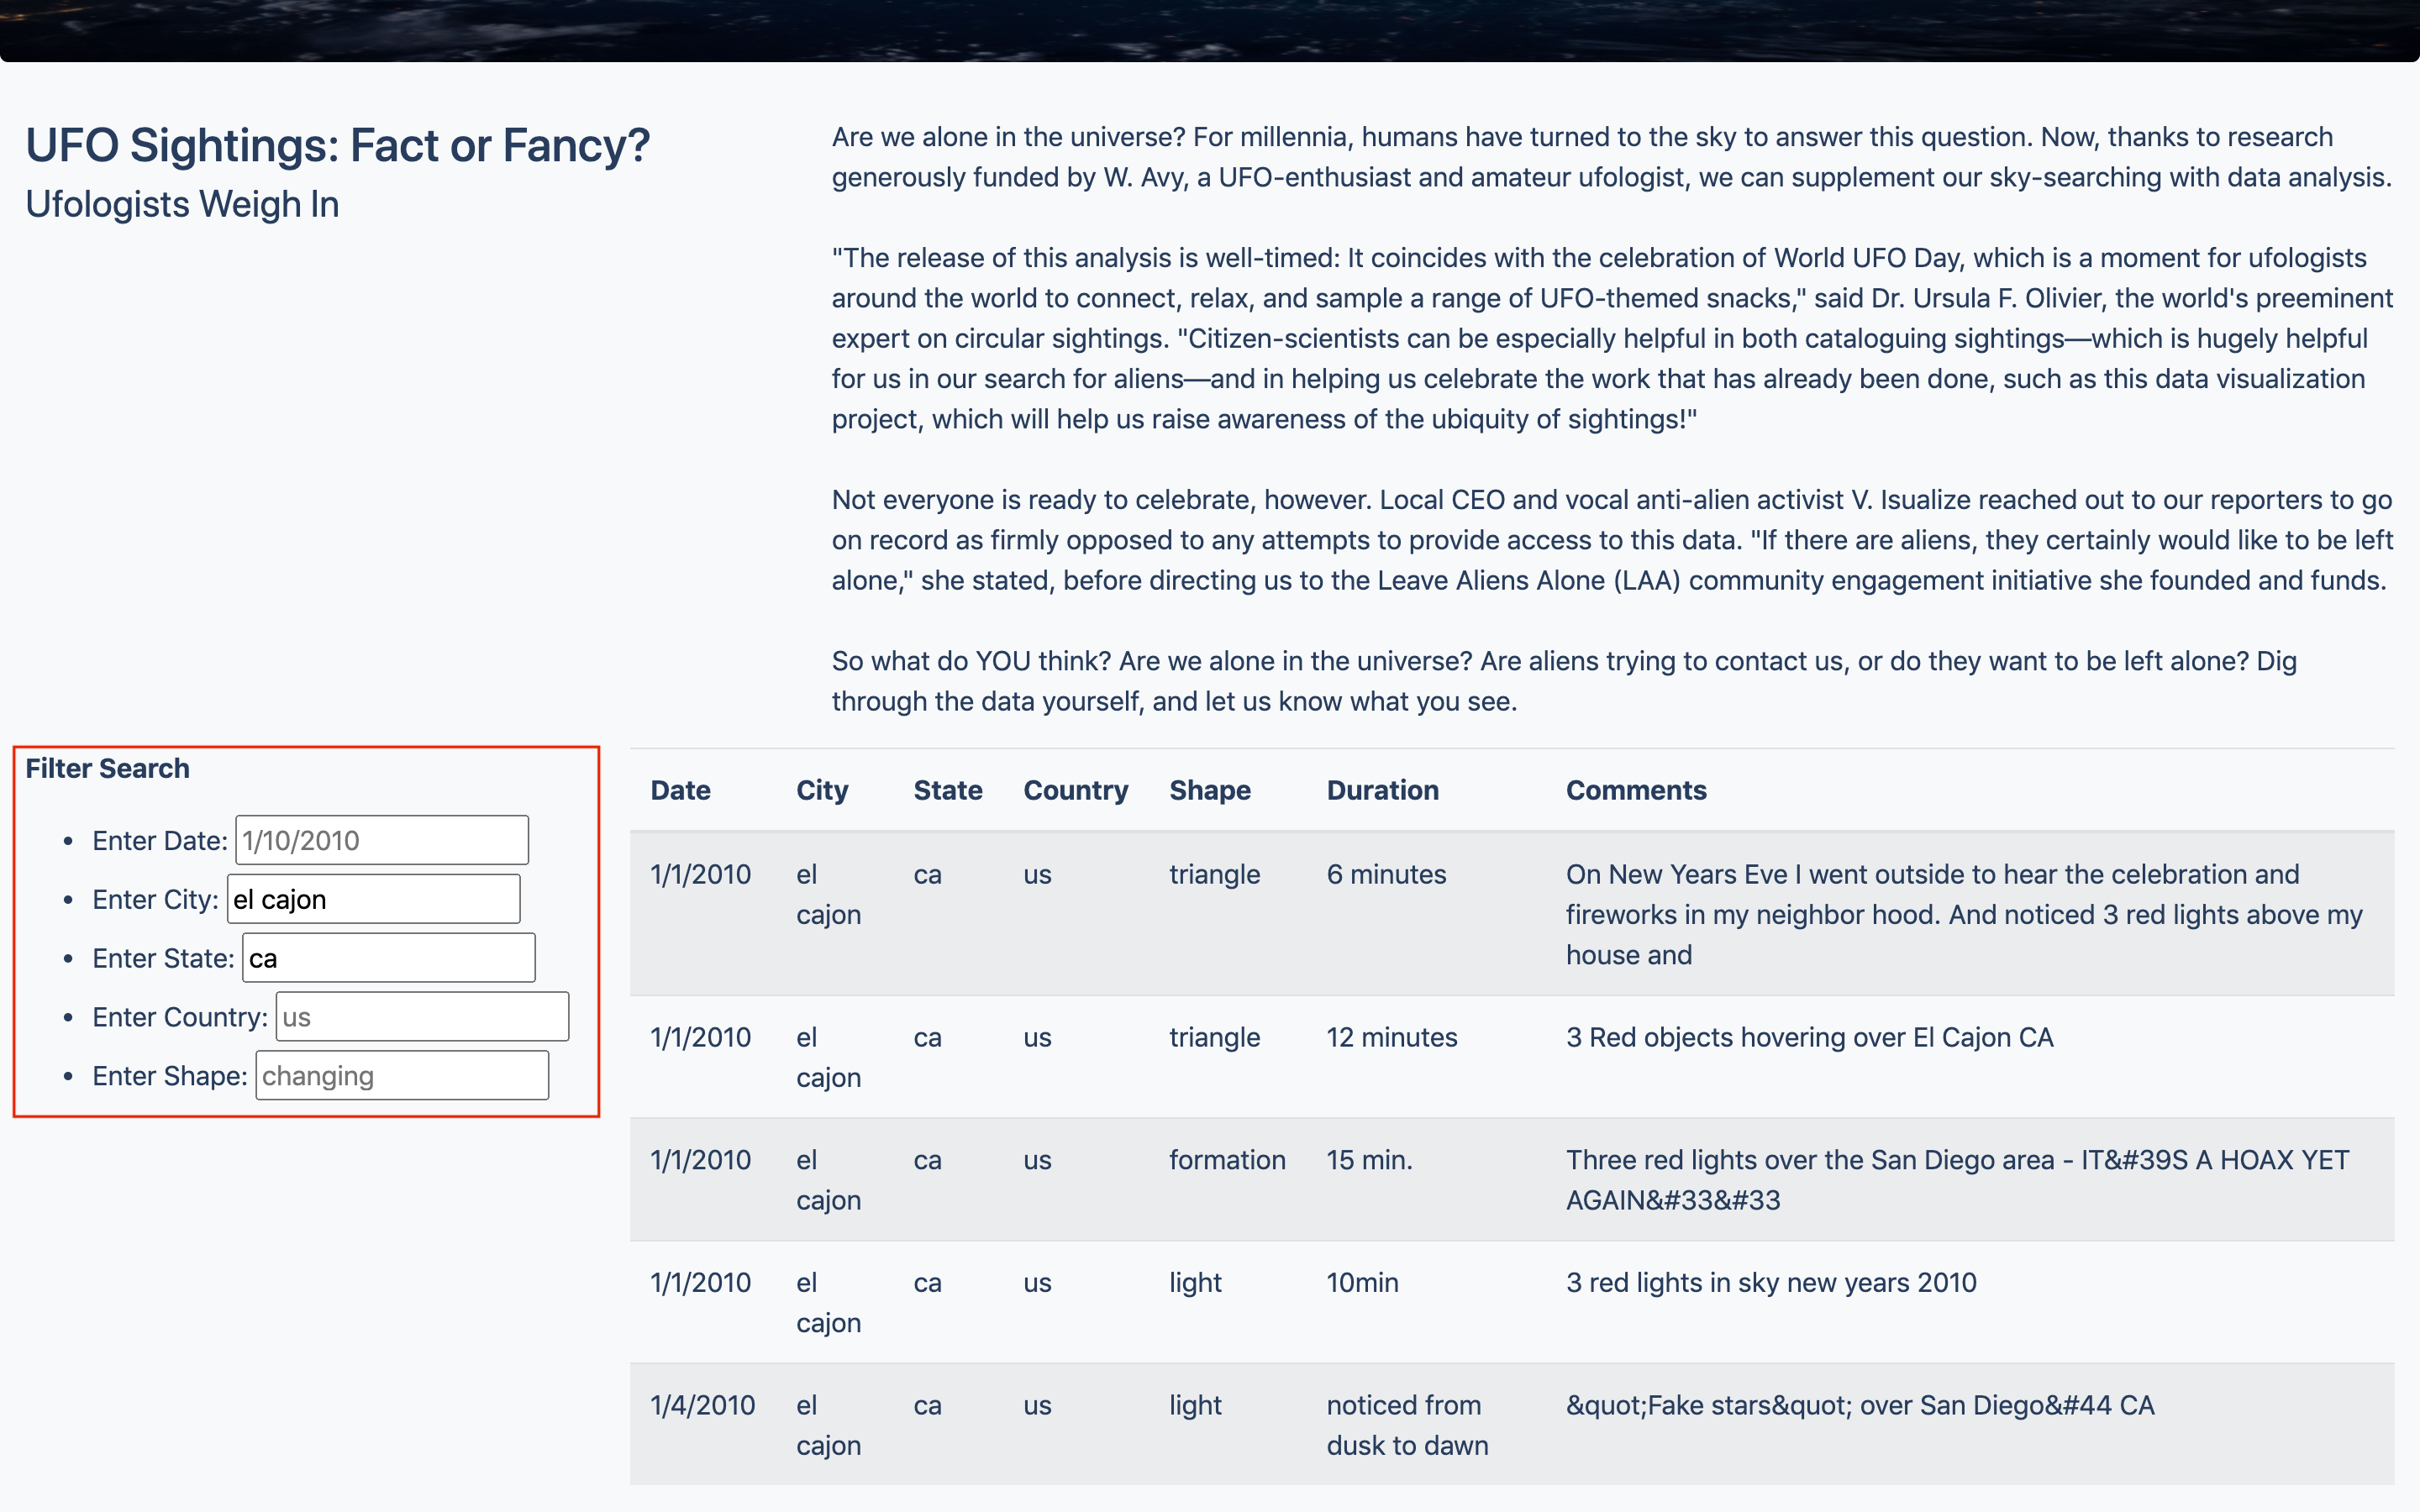 UFO Sightings: Fact or Fancy?
Ufologists Weigh In
Are we alone in the universe? For millennia, humans have turned to the sky to answer this question. Now, thanks to research
generously funded by W. Avy, a UFO-enthusiast and amateur ufologist, we can supplement our sky-searching with data analysis.
"The release of this analysis is well-timed: It coincides with the celebration of World UFO Day, which is a moment for ufologists
around the world to connect, relax, and sample a range of UFO-themed snacks," said Dr. Ursula F. Olivier, the world's preeminent
expert on circular sightings. "Citizen-scientists can be especially helpful in both cataloguing sightings—which is hugely helpful
for us in our search for aliens—and in helping us celebrate the work that has already been done, such as this data visualization
project, which will help us raise awareness of the ubiquity of sightings!"
Not everyone is ready to celebrate, however. Local CEO and vocal anti-alien activist V. Isualize reached out to our reporters to go
on record as firmly opposed to any attempts to provide access to this data. "If there are aliens, they certainly would like to be left
alone," she stated, before directing us to the Leave Aliens Alone (LAA) community engagement initiative she founded and funds.
So what do YOU think? Are we alone in the universe? Are aliens trying to contact us, or do they want to be left alone? Dig
through the data yourself, and let us know what you see.
Filter Search
• Enter Date: 1/10/2010
• Enter City: el cajon
• Enter State: ca
• Enter Country: us
• Enter Shape: changing
Date City State Country Shape Duration Comments
1/1/2010 el ca us triangle 6 minutes On New Years Eve I went outside to hear the celebration and
cajon fireworks in my neighbor hood. And noticed 3 red lights above my
house and
1/1/2010 el ca us triangle 12 minutes 3 Red objects hovering over El Cajon CA
cajon
1/1/2010 el ca us formation 15 min. Three red lights over the San Diego area - IT&#39S A HOAX YET
cajon AGAIN&#33&#33
1/1/2010 el ca us light 10min 3 red lights in sky new years 2010
cajon
1/4/2010 el ca us light noticed from &quot;Fake stars&quot; over San Diego&#44 CA
cajon dusk to dawn